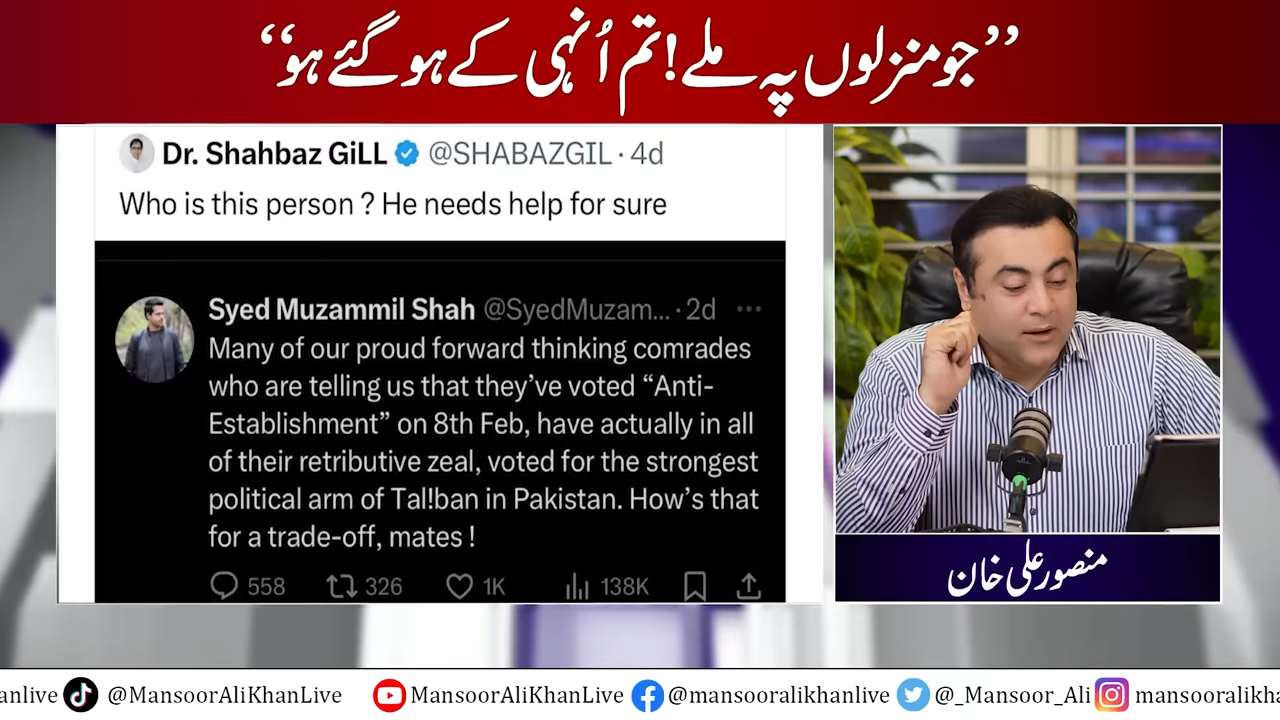 ”جو منزلوں پہ ملے! تم اُنہی کے ہو گئے ہو“
Dr. Shahbaz GiLL @SHABAZGIL · 4d
Who is this person ? He needs help for sure
Syed Muzammil Shah @SyedMuzam... · 2d
Many of our proud forward thinking comrades
who are telling us that they’ve voted “Anti-
Establishment” on 8th Feb, have actually in all
of their retributive zeal, voted for the strongest
political arm of Tal!ban in Pakistan. How’s that
for a trade-off, mates !
558 326 1K 138K
منصور علی خان
anlive @MansoorAliKhanLive MansoorAliKhanLive @mansooralikhanlive @_Mansoor_Ali mansooralikha